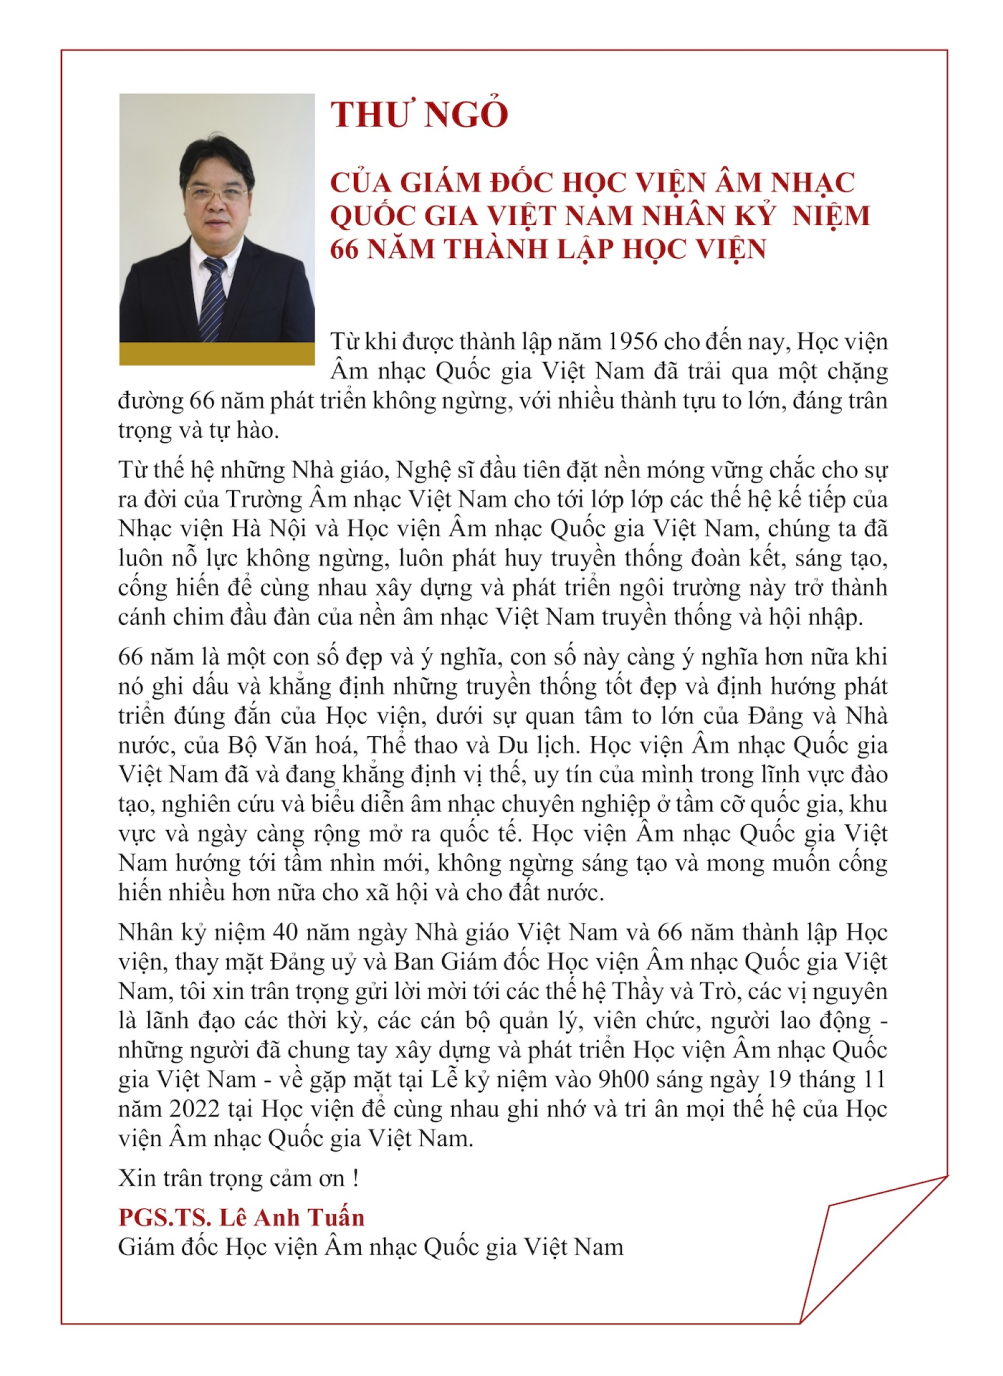 THƯ NGỎ
CỦA GIÁM ĐỐC HỌC VIỆN ÂM NHẠC
QUỐC GIA VIỆT NAM NHÂN KỶ  NIỆM
66 NĂM THÀNH LẬP HỌC VIỆN
Từ khi được thành lập năm 1956 cho đến nay, Học viện
Âm nhạc Quốc gia Việt Nam đã trải qua một chặng
đường 66 năm phát triển không ngừng, với nhiều thành tựu to lớn, đáng trân
trọng và tự hào.
Từ thế hệ những Nhà giáo, Nghệ sĩ đầu tiên đặt nền móng vững chắc cho sự
ra đời của Trường Âm nhạc Việt Nam cho tới lớp lớp các thế hệ kế tiếp của
Nhạc viện Hà Nội và Học viện Âm nhạc Quốc gia Việt Nam, chúng ta đã
luôn nỗ lực không ngừng, luôn phát huy truyền thống đoàn kết, sáng tạo,
cống hiến để cùng nhau xây dựng và phát triển ngôi trường này trở thành
cánh chim đầu đàn của nền âm nhạc Việt Nam truyền thống và hội nhập.
66 năm là một con số đẹp và ý nghĩa, con số này càng ý nghĩa hơn nữa khi
nó ghi dấu và khẳng định những truyền thống tốt đẹp và định hướng phát
triển đúng đắn của Học viện, dưới sự quan tâm to lớn của Đảng và Nhà
nước, của Bộ Văn hoá, Thể thao và Du lịch. Học viện Âm nhạc Quốc gia
Việt Nam đã và đang khẳng định vị thế, uy tín của mình trong lĩnh vực đào
tạo, nghiên cứu và biểu diễn âm nhạc chuyên nghiệp ở tầm cỡ quốc gia, khu
vực và ngày càng rộng mở ra quốc tế. Học viện Âm nhạc Quốc gia Việt
Nam hướng tới tầm nhìn mới, không ngừng sáng tạo và mong muốn cống
hiến nhiều hơn nữa cho xã hội và cho đất nước.
Nhân kỷ niệm 40 năm ngày Nhà giáo Việt Nam và 66 năm thành lập Học
viện, thay mặt Đảng uỷ và Ban Giám đốc Học viện Âm nhạc Quốc gia Việt
Nam, tôi xin trân trọng gửi lời mời tới các thế hệ Thầy và Trò, các vị nguyên
là lãnh đạo các thời kỳ, các cán bộ quản lý, viên chức, người lao động -
những người đã chung tay xây dựng và phát triển Học viện Âm nhạc Quốc
gia Việt Nam - về gặp mặt tại Lễ kỷ niệm vào 9h00 sáng ngày 19 tháng 11
năm 2022 tại Học viện để cùng nhau ghi nhớ và tri ân mọi thế hệ của Học
viện Âm nhạc Quốc gia Việt Nam.
Xin trân trọng cảm ơn !
PGS.TS. Lê Anh Tuấn
Giám đốc Học viện Âm nhạc Quốc gia Việt Nam